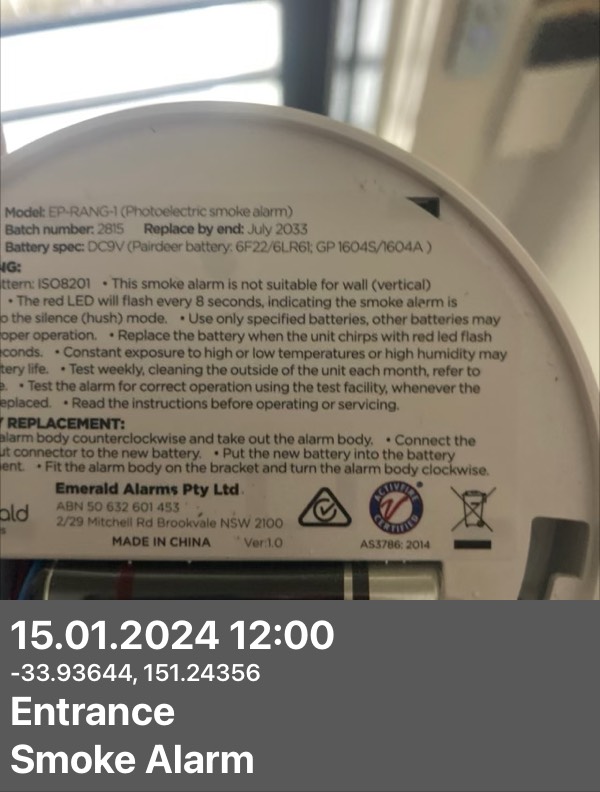 Model: EP-RANG-1 (Photoelectric smoke alarm)
Batch number: 2815 Replace by end: July 2033
Battery spec: DC9V (Pairdeer battery: 6F22/6LR61; GP 1604S/1604A )
NG:
ttern: ISO8201 • This smoke alarm is not suitable for wall (vertical)
• The red LED will flash every 8 seconds, indicating the smoke alarm is
o the silence (hush) mode. • Use only specified batteries, other batteries may
oper operation. • Replace the battery when the unit chirps with red led flash
econds. • Constant exposure to high or low temperatures or high humidity may
tery life. • Test weekly, cleaning the outside of the unit each month, refer to
e. • Test the alarm for correct operation using the test facility, whenever the
eplaced. • Read the instructions before operating or servicing.
Y REPLACEMENT:
alarm body counterclockwise and take out the alarm body. • Connect the
ut connector to the new battery. • Put the new battery into the battery
ent. • Fit the alarm body on the bracket and turn the alarm body clockwise.
Emerald Alarms Pty Ltd
ABN 50 632 601 453
ald
2/29 Mitchell Rd Brookvale NSW 2100
s
MADE IN CHINA Ver:1.0
ACTIVFIRE
CERTIFIED
AS3786: 2014
15.01.2024 12:00
-33.93644, 151.24356
Entrance
Smoke Alarm